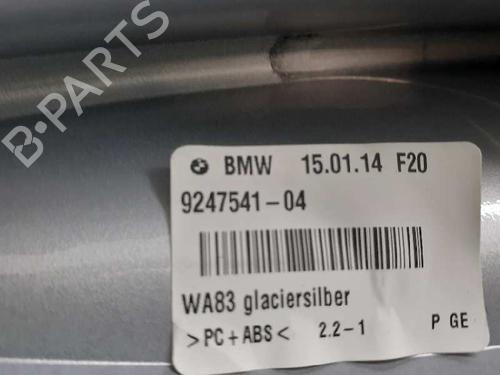 B-PARTS
BMW 15.01.14 F20
9247541-04
WA83 glaciersilber
>PC+ABS< 2.2-1 P GE